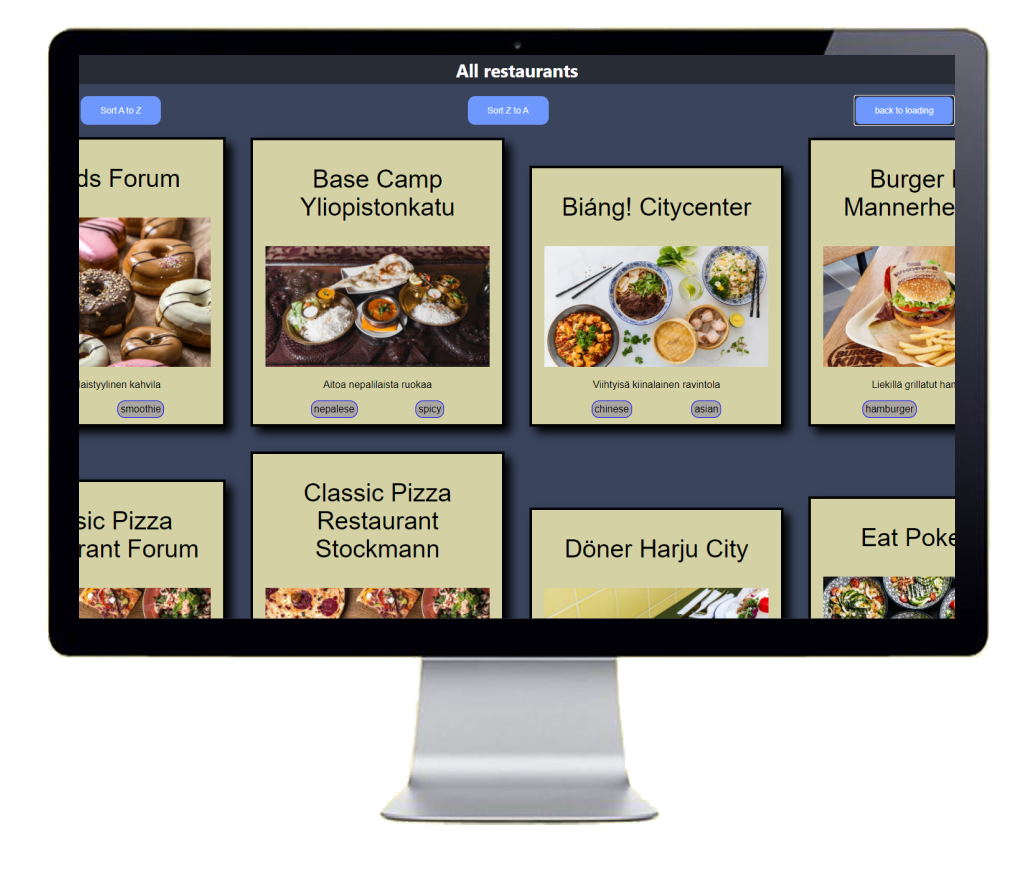 All restaurants
Sort A to Z
Sort Z to A
back to loading
ds Forum
Base Camp
Yliopistonkatu
Biáng! Citycenter
Burger
Mannerhe
laistyylinen kahvila
Aitoa nepalilaista ruokaa
Viihtyisä kiinalainen ravintola
Liekillä grillatut ham
smoothie
nepalese
spicy
chinese
asian
hamburger
BURGER
KING
sic Pizza
rant Forum
Classic Pizza
Restaurant
Stockmann
Döner Harju City
Eat Poke